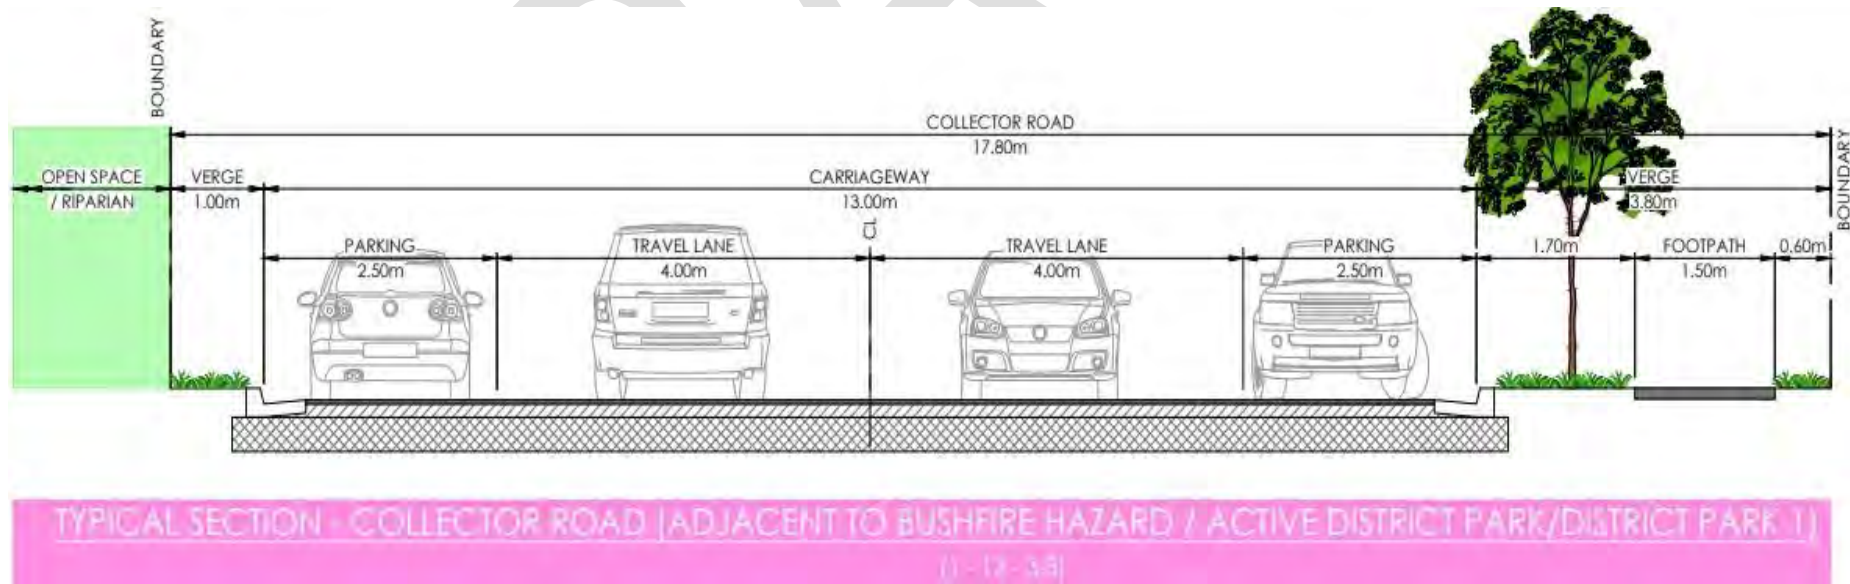 BOUNDARY
COLLECTOR ROAD
17.80m
BOUNDARY
OPEN SPACE
/ RIPARIAN
VERGE
1.00m
CARRIAGEWAY
13.00m
VERGE
3.80m
CL
PARKING
2.50m
TRAVEL LANE
4.00m
TRAVEL LANE
4.00m
PARKING
2.50m
1.70m
FOOTPATH
1.50m
0.60m
TYPICAL SECTION - COLLECTOR ROAD (ADJACENT TO BUSHFIRE HAZARD / ACTIVE DISTRICT PARK/DISTRICT PARK 1)